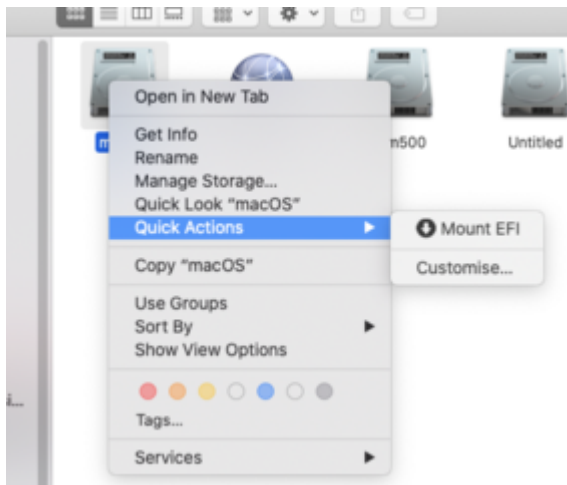 Open in New Tab
m500
Untitled
Get Info
Rename
Manage Storage...
Quick Look “macOS”
Quick Actions
Mount EFI
Copy “macOS”
Customise...
Use Groups
Sort By
Show View Options
Tags...
Services